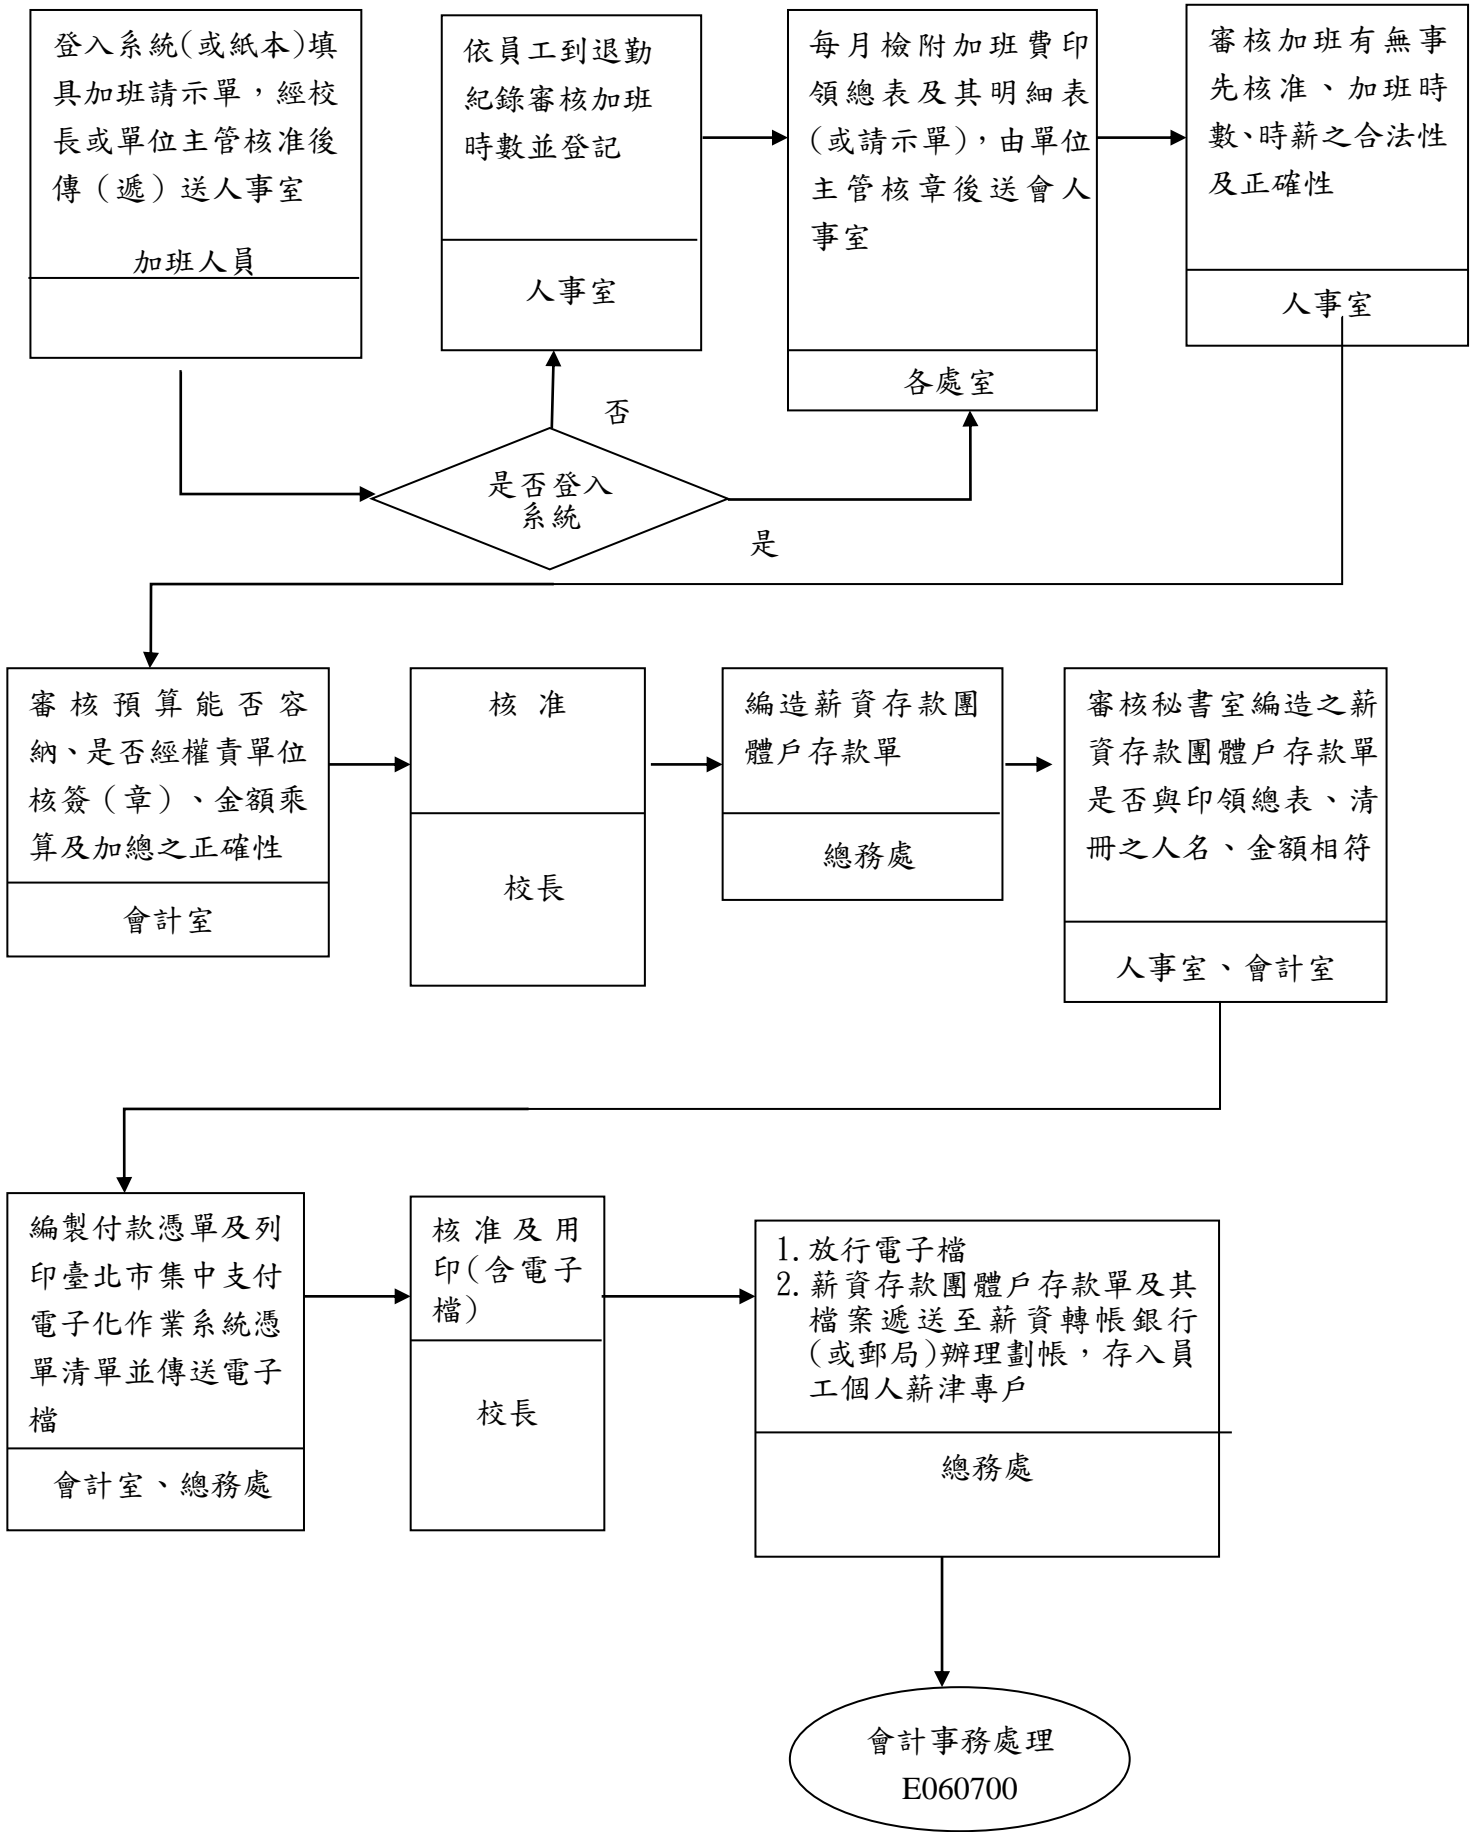 登入系統(或紙本)填
具加班請示單，經校
長或單位主管核准後
傳（遞）送人事室
加班人員
依員工到退勤
紀錄審核加班
時數並登記
人事室
每月檢附加班費印
領總表及其明細表
(或請示單)，由單位
主管核章後送會人
事室
各處室
審核加班有無事
先核准、加班時
數、時薪之合法性
及正確性
人事室
否
是否登入
系統
是
審核預算能否容
納、是否經權責單位
核簽（章）、金額乘
算及加總之正確性
會計室
核准
校長
編造薪資存款團
體戶存款單
總務處
審核秘書室編造之薪
資存款團體戶存款單
是否與印領總表、清
冊之人名、金額相符
人事室、會計室
編製付款憑單及列
印臺北市集中支付
電子化作業系統憑
單清單並傳送電子
檔
會計室、總務處
核准及用
印(含電子
檔)
校長
1.放行電子檔
2.薪資存款團體戶存款單及其
檔案遞送至薪資轉帳銀行
(或郵局)辦理劃帳，存入員
工個人薪津專戶
總務處
會計事務處理
E060700